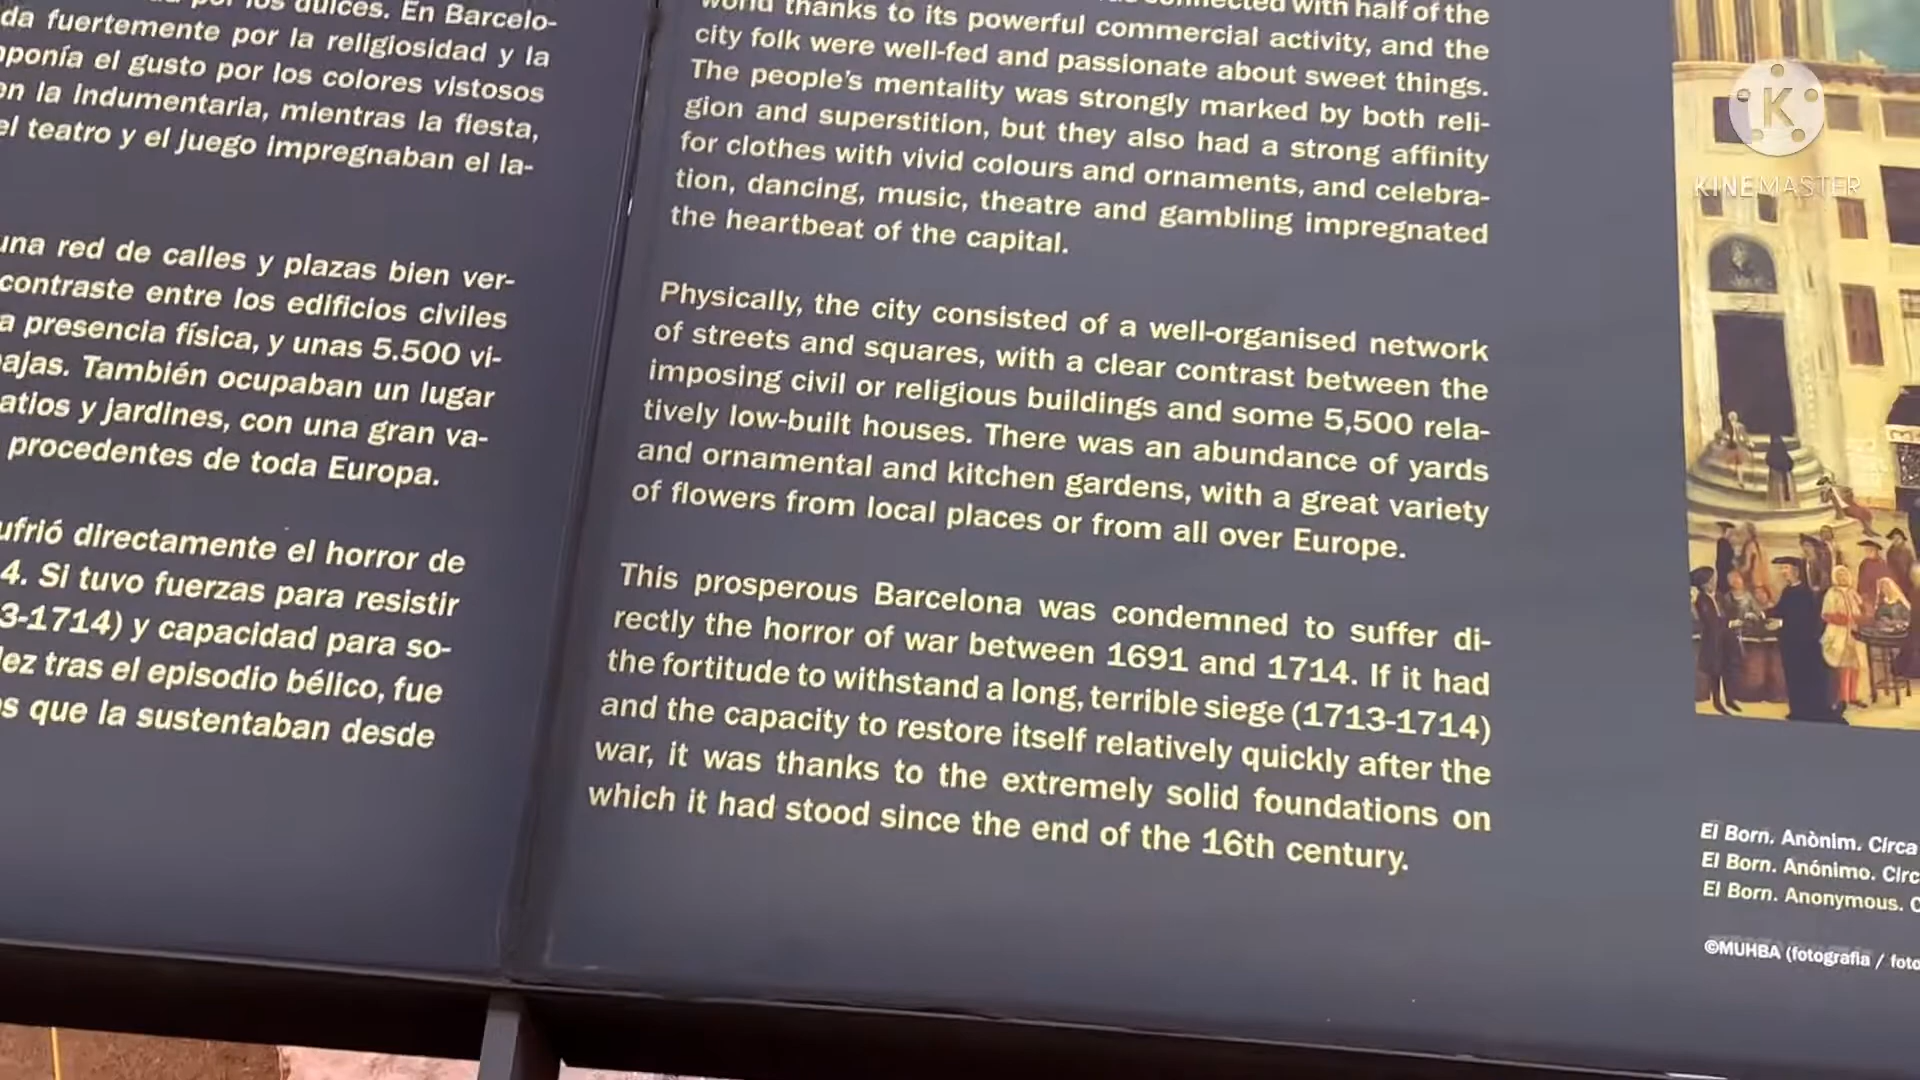 los dulces. En Barcelo-
da fuertemente por la religiosidad y la
ponía el gusto por los colores vistosos
en la indumentaria, mientras la fiesta,
el teatro y el juego impregnaban el la-
una red de calles y plazas bien ver-
contraste entre los edificios civiles
a presencia física, y unas 5.500 vi-
bajas. También ocupaban un lugar
atios y jardines, con una gran va-
procedentes de toda Europa.
ufrió directamente el horror de
4. Si tuvo fuerzas para resistir
3-1714) y capacidad para so-
dez tras el episodio bélico, fue
s que la sustentaban desde
connected with half of the
world thanks to its powerful commercial activity, and the
city folk were well-fed and passionate about sweet things.
The people's mentality was strongly marked by both reli-
gion and superstition, but they also had a strong affinity
for clothes with vivid colours and ornaments, and celebra-
tion, dancing, music, theatre and gambling impregnated
the heartbeat of the capital.
Physically, the city consisted of a well-organised network
of streets and squares, with a clear contrast between the
imposing civil or religious buildings and some 5,500 rela-
tively low-built houses. There was an abundance of yards
and ornamental and kitchen gardens, with a great variety
of flowers from local places or from all over Europe.
This prosperous Barcelona was condemned to suffer di-
rectly the horror of war between 1691 and 1714. If it had
the fortitude to withstand a long, terrible siege (1713-1714)
and the capacity to restore itself relatively quickly after the
war, it was thanks to the extremely solid foundations on
which it had stood since the end of the 16th century.
K
KINEMASTER
El Born. Anònim. Circa
El Born. Anónimo. Circ
El Born. Anonymous. C
©MUHBA (fotografia / foto